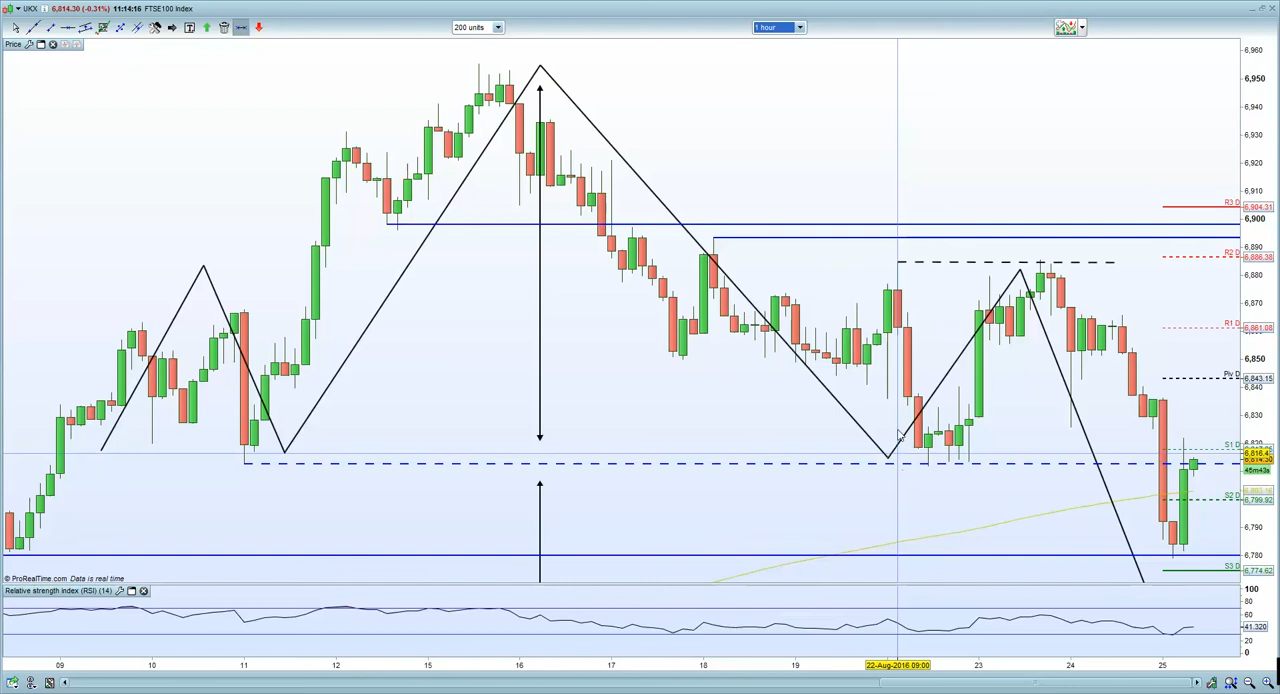 UKX 6,814.30 (-0.31%) 11:14:16 FTSE100 Index
200 units
1 hour
Price
6,960
6,950
6,940
6,930
6,920
6,910
R3 D
6,904.31
6,900
6,890
R2 D
6,886.38
6,880
6,870
R1 D
6,861.08
6,850
Piv D
6,843.15
6,840
6,830
6,820
S1 D
6,816.4
6,814.30
45m43s
S2 D
6,799.92
6,790
6,780
S3 D
6,774.62
© ProRealTime.com Data is real time
Relative strength index (RSI) (14)
100
80
60
41.320
20
0
09 10 11 12 15 16 17 18 19 22-Aug-2016 09:00 23 24 25